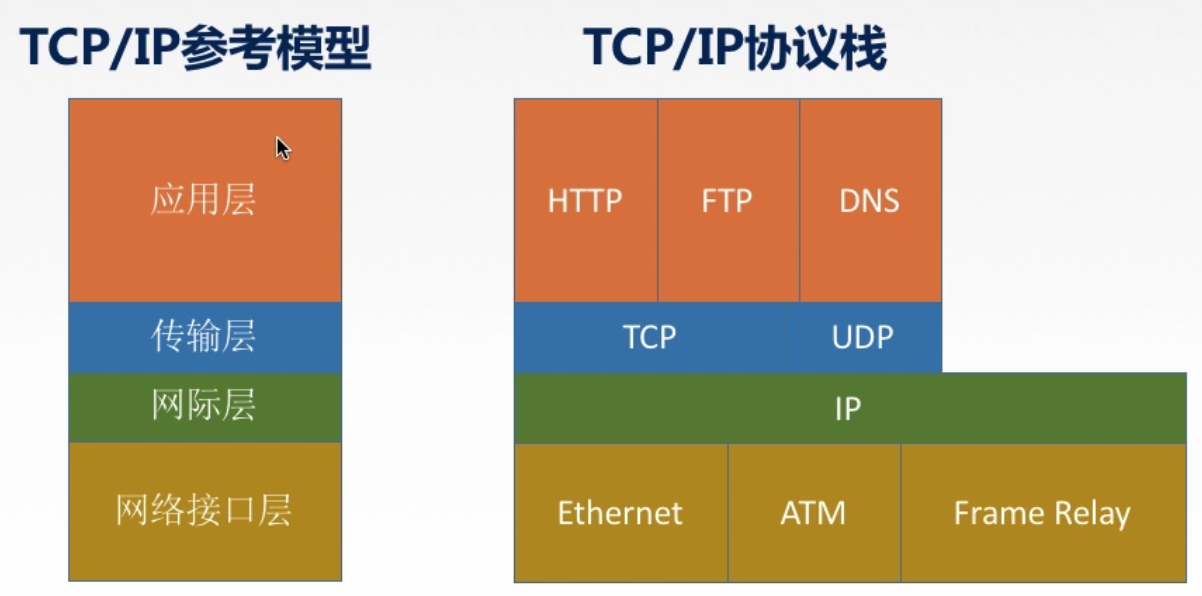 TCP/IP参考模型
TCP/IP协议栈
应用层
传输层
网际层
网络接口层
HTTP FTP DNS
TCP UDP
IP
Ethernet ATM Frame Relay